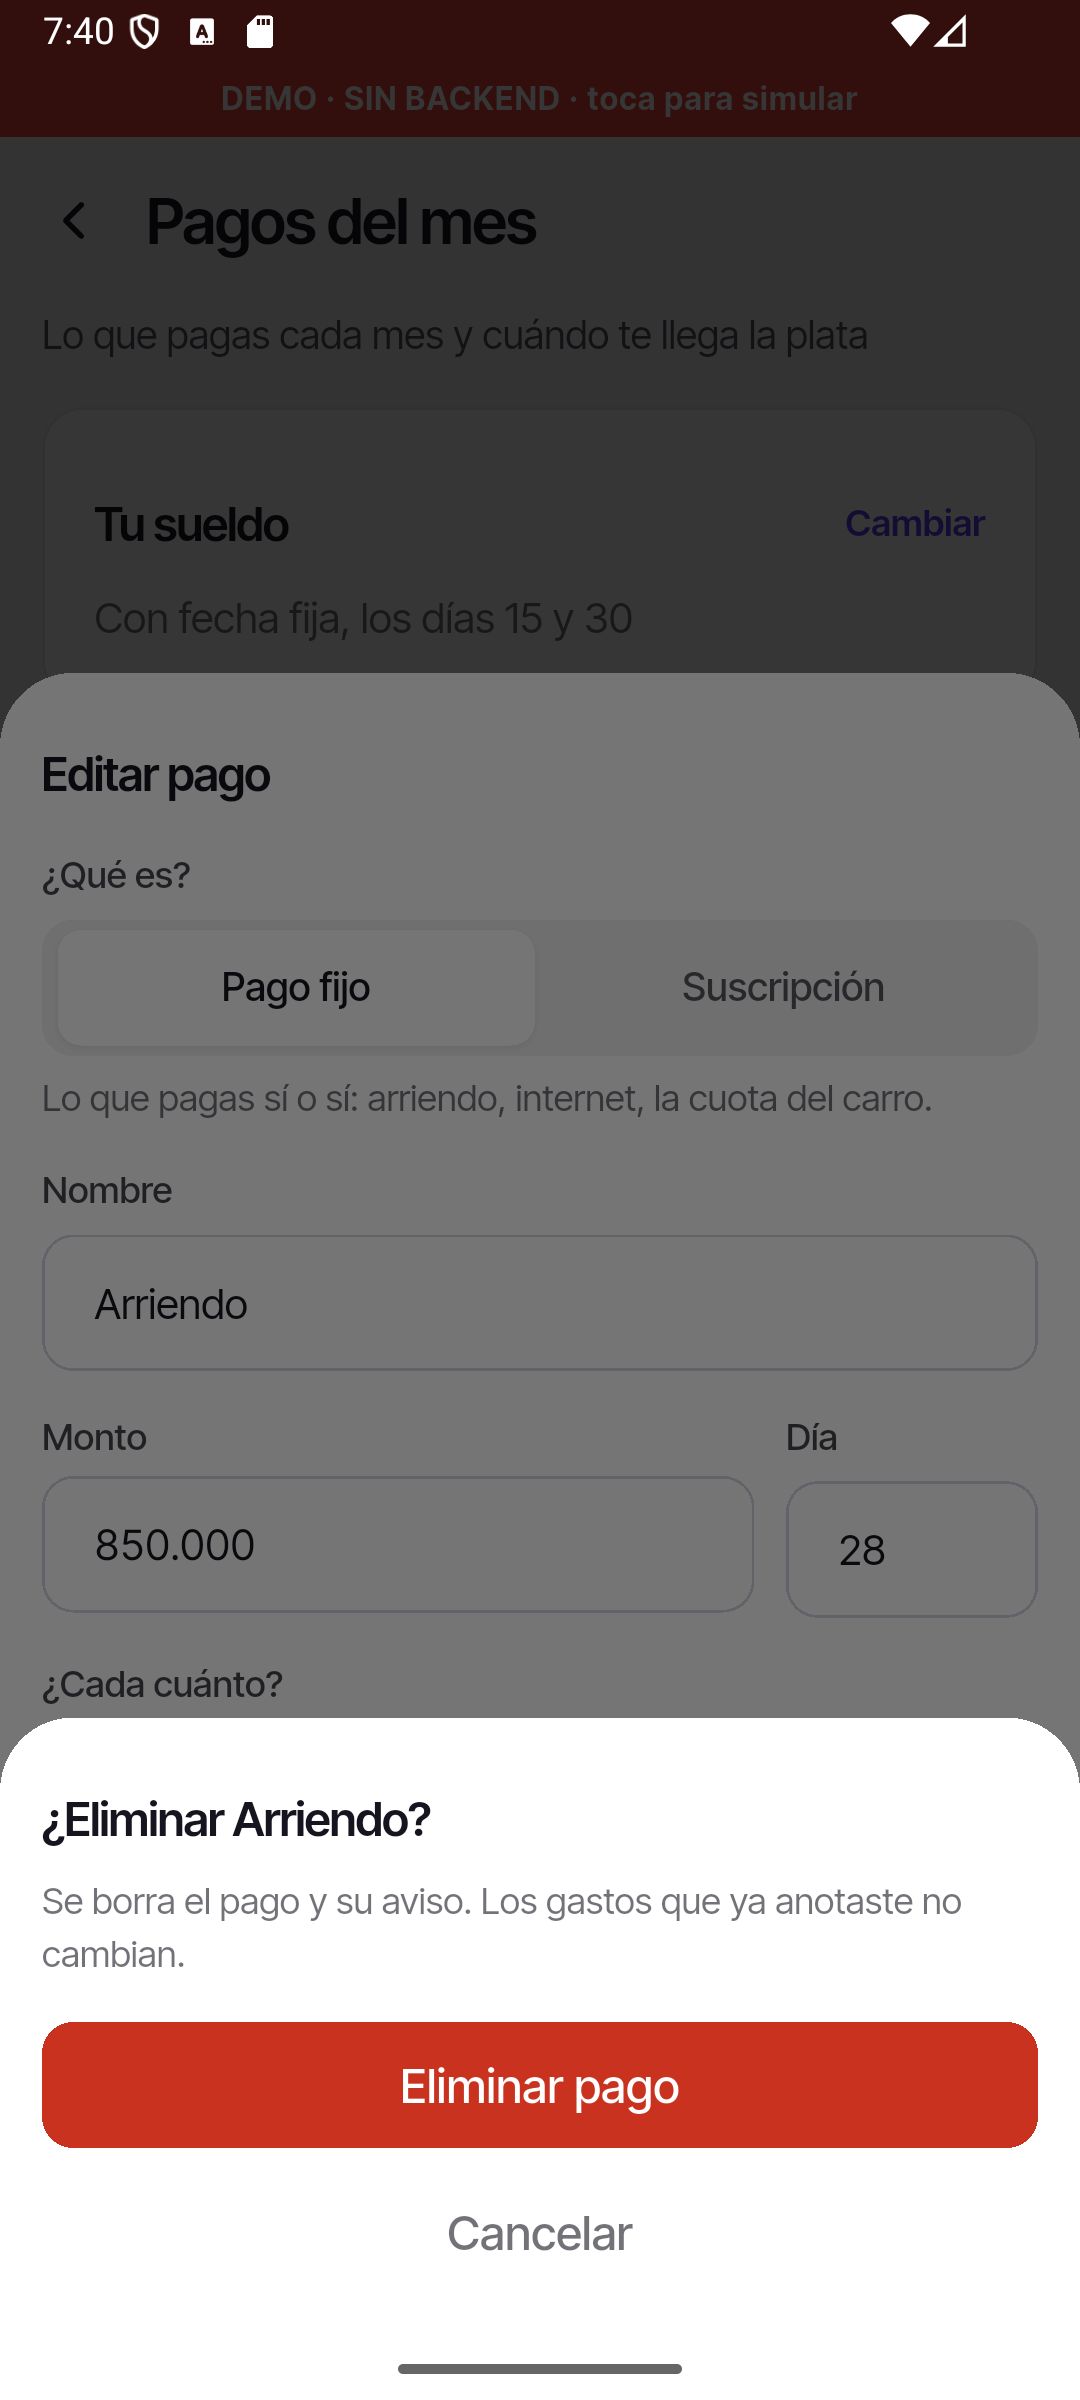 7:40
DEMO · SIN BACKEND · toca para simular
Pagos del mes
Lo que pagas cada mes y cuándo te llega la plata
Tu sueldo
Cambiar
Con fecha fija, los días 15 y 30
Editar pago
¿Qué es?
Pago fijo
Suscripción
Lo que pagas sí o sí: arriendo, internet, la cuota del carro.
Nombre
Arriendo
Monto
Día
850.000
28
¿Cada cuánto?
¿Eliminar Arriendo?
Se borra el pago y su aviso. Los gastos que ya anotaste no
cambian.
Eliminar pago
Cancelar